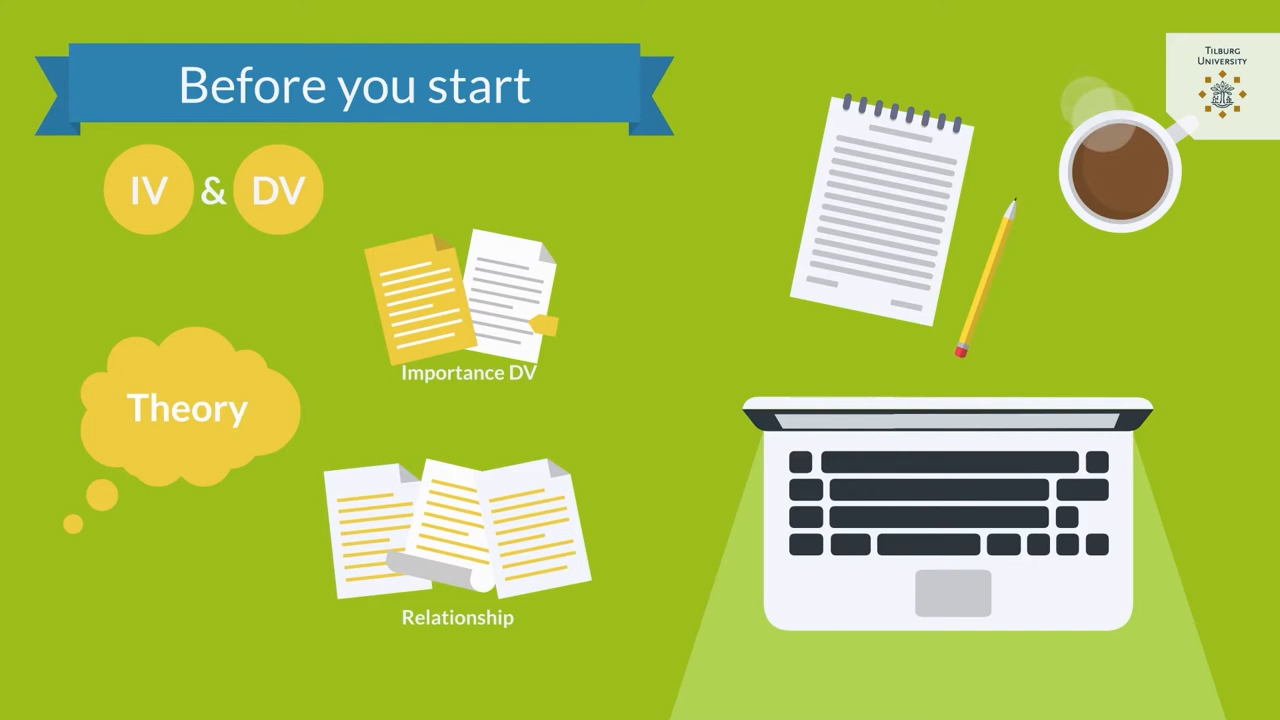 Before you start
TILBURG
UNIVERSITY
IV & DV
Importance DV
Theory
Relationship